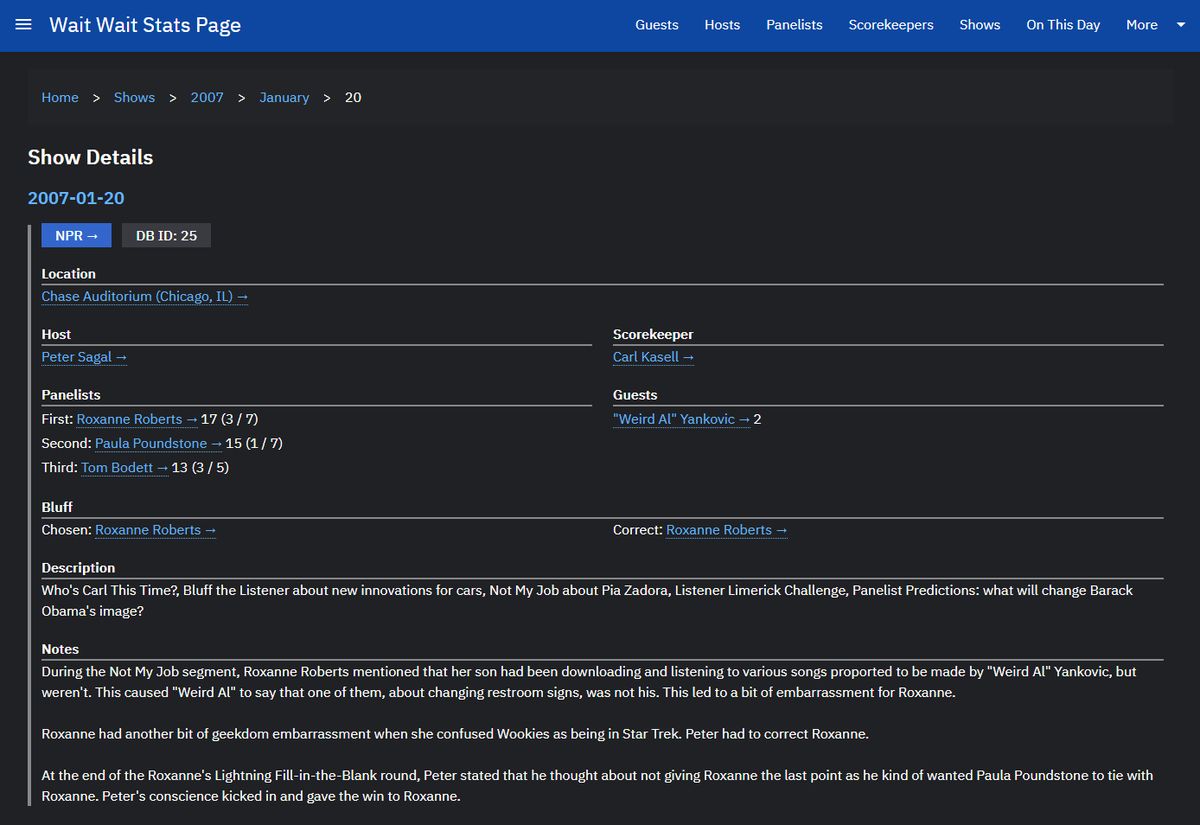 Wait Wait Stats Page
Guests Hosts Panelists Scorekeepers Shows On This Day More
Home > Shows > 2007 > January > 20
Show Details
2007-01-20
NPR → DB ID: 25
Location
Chase Auditorium (Chicago, IL) →
Host
Peter Sagal →
Scorekeeper
Carl Kasell →
Panelists
First: Roxanne Roberts → 17 (3 / 7)
Second: Paula Poundstone → 15 (1 / 7)
Third: Tom Bodett → 13 (3 / 5)
Guests
"Weird Al" Yankovic → 2
Bluff
Chosen: Roxanne Roberts →
Correct: Roxanne Roberts →
Description
Who's Carl This Time?, Bluff the Listener about new innovations for cars, Not My Job about Pia Zadora, Listener Limerick Challenge, Panelist Predictions: what will change Barack
Obama's image?
Notes
During the Not My Job segment, Roxanne Roberts mentioned that her son had been downloading and listening to various songs proported to be made by "Weird Al" Yankovic, but
weren't. This caused "Weird Al" to say that one of them, about changing restroom signs, was not his. This led to a bit of embarrassment for Roxanne.
Roxanne had another bit of geekdom embarrassment when she confused Wookies as being in Star Trek. Peter had to correct Roxanne.
At the end of the Roxanne's Lightning Fill-in-the-Blank round, Peter stated that he thought about not giving Roxanne the last point as he kind of wanted Paula Poundstone to tie with
Roxanne. Peter's conscience kicked in and gave the win to Roxanne.